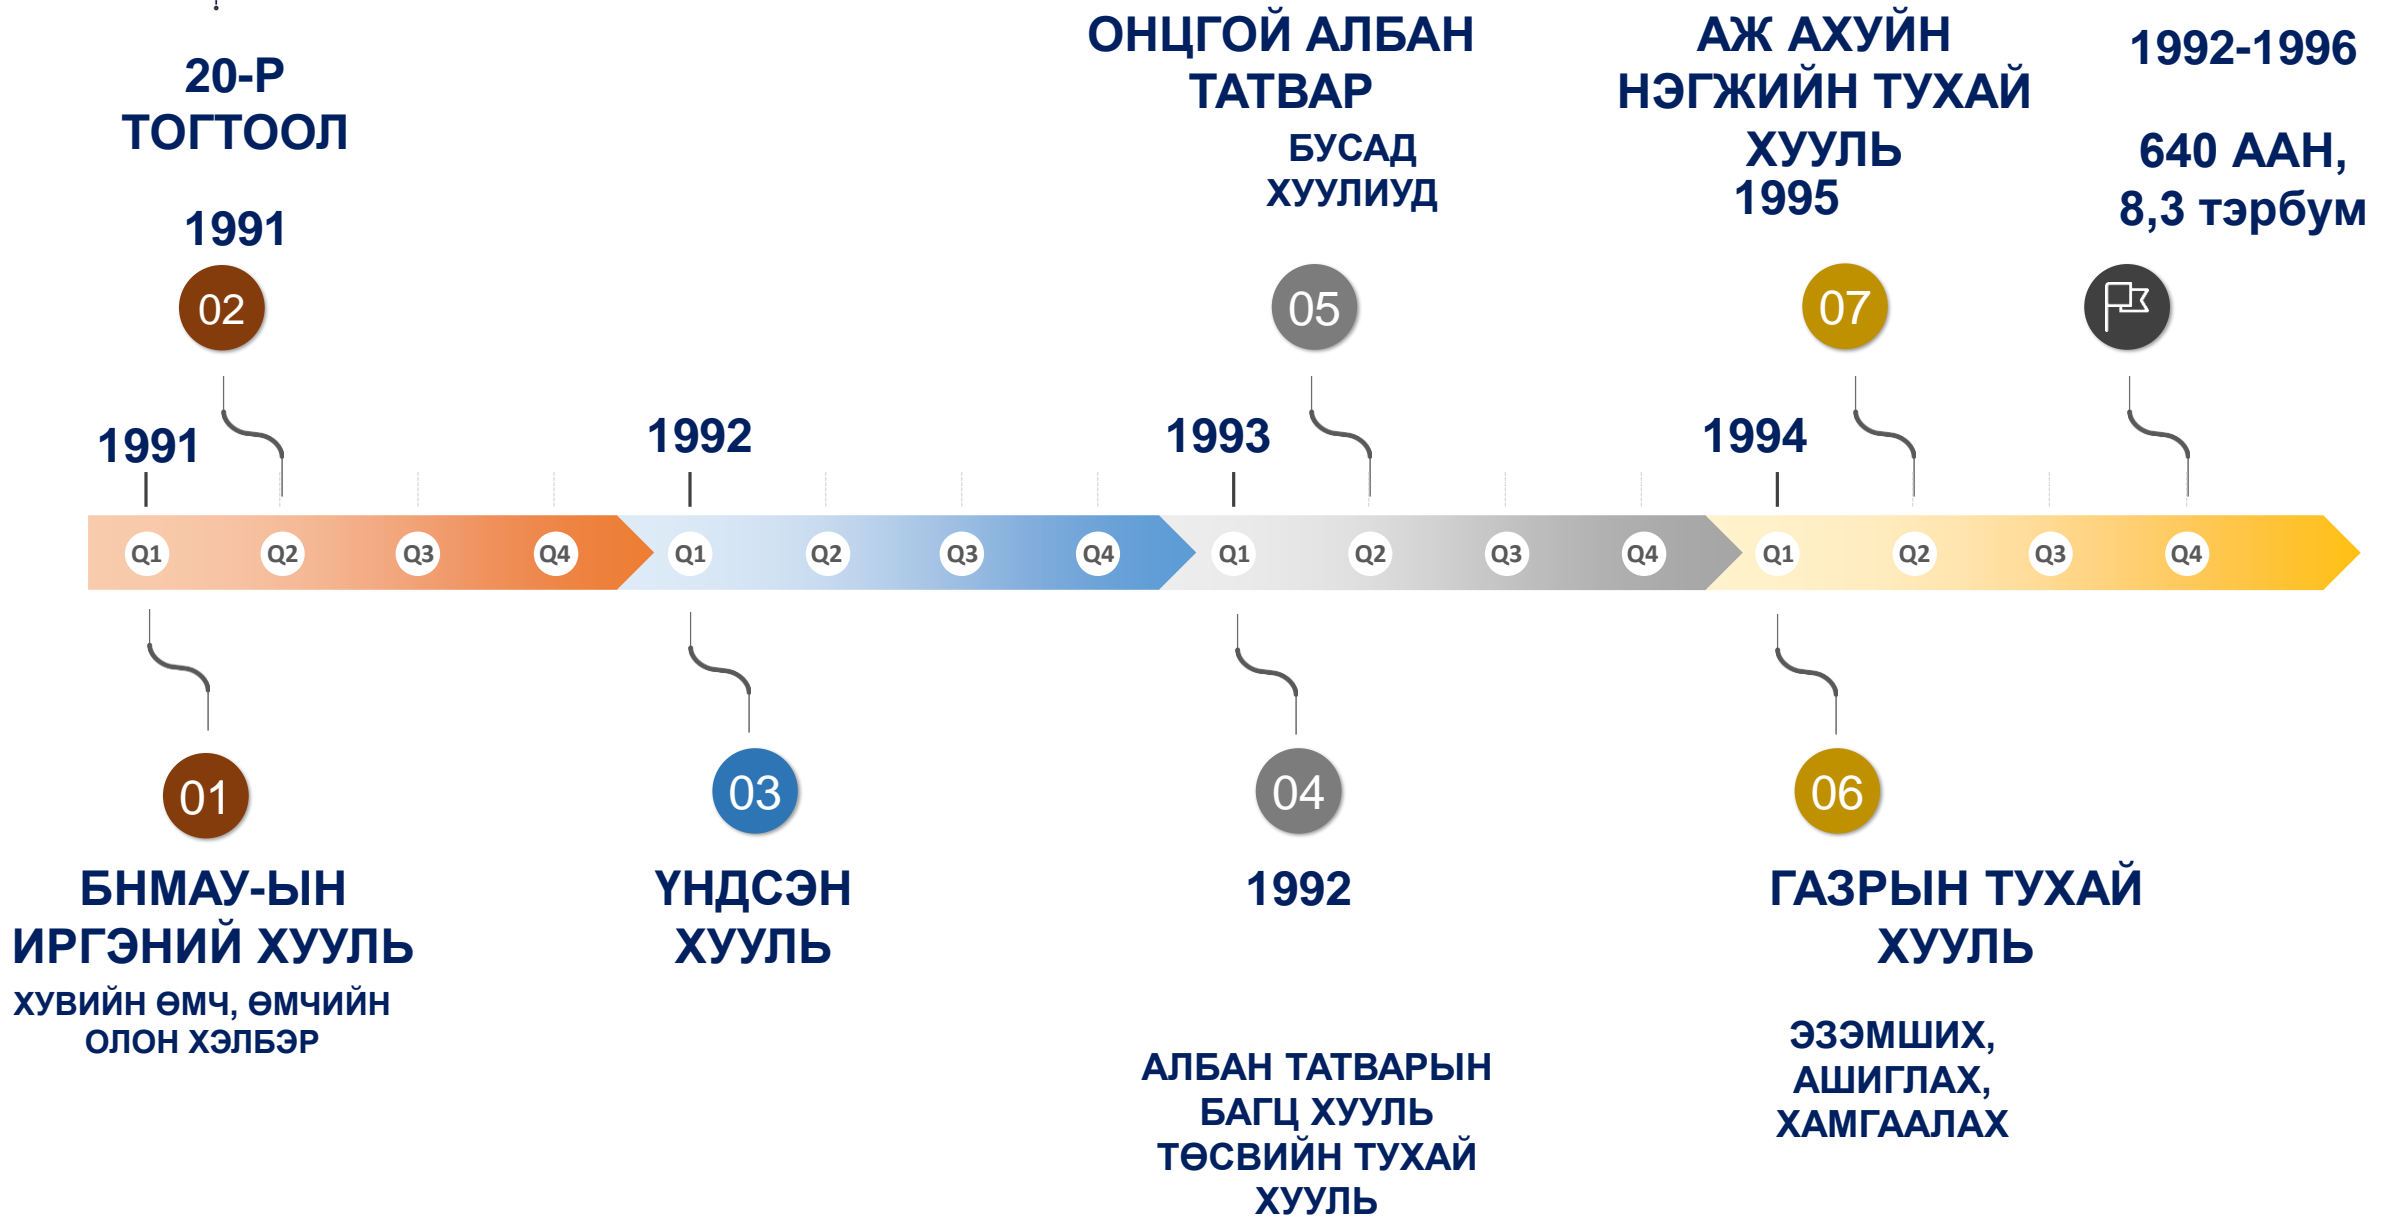 20-Р
ТОГТООЛ
1991
02
ОНЦГОЙ АЛБАН
ТАТВАР
БУСАД
ХУУЛИУД
05
АЖ АХУЙН
НЭГЖИЙН ТУХАЙ
ХУУЛЬ
1995
07
1992-1996
640 ААН,
8,3 тэрбум
1991
1992
1993
1994
Q1 Q2 Q3 Q4 Q1 Q2 Q3 Q4 Q1 Q2 Q3 Q4 Q1 Q2 Q3 Q4
01
БНМАУ-ЫН
ИРГЭНИЙ ХУУЛЬ
ХУВИЙН ӨМЧ, ӨМЧИЙН
ОЛОН ХЭЛБЭР
03
ҮНДСЭН
ХУУЛЬ
04
1992
АЛБАН ТАТВАРЫН
БАГЦ ХУУЛЬ
ТӨСВИЙН ТУХАЙ
ХУУЛЬ
06
ГАЗРЫН ТУХАЙ
ХУУЛЬ
ЭЗЭМШИХ,
АШИГЛАХ,
ХАМГААЛАХ